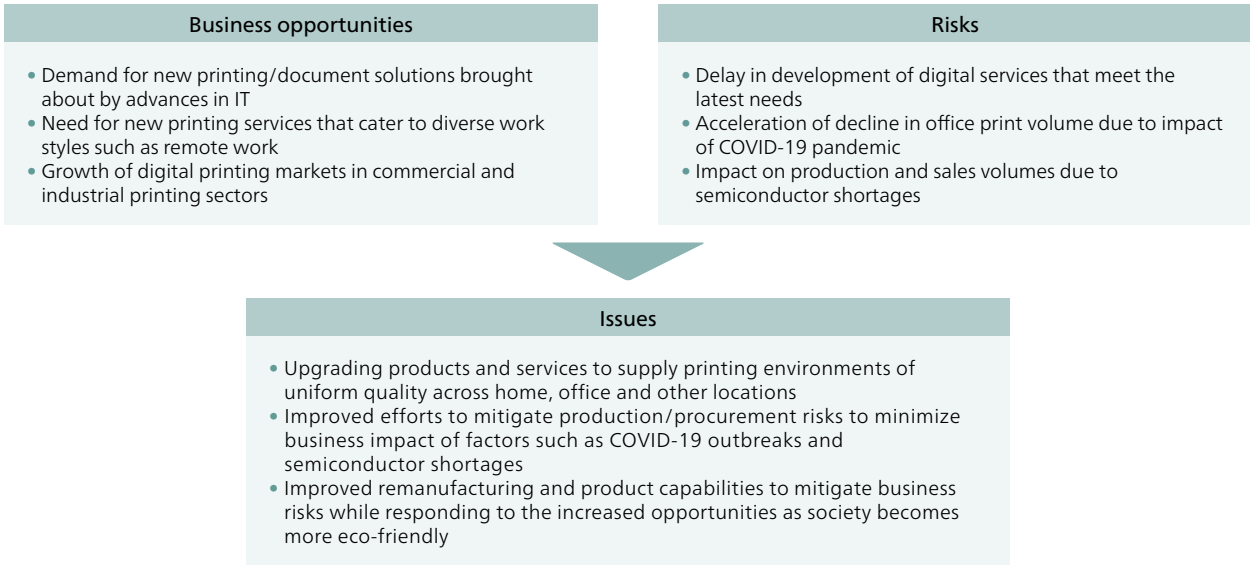 Business opportunities
• Demand for new printing/document solutions brought
about by advances in IT
• Need for new printing services that cater to diverse work
styles such as remote work
• Growth of digital printing markets in commercial and
industrial printing sectors
Risks
• Delay in development of digital services that meet the
latest needs
• Acceleration of decline in office print volume due to impact
of COVID-19 pandemic
• Impact on production and sales volumes due to
semiconductor shortages
Issues
• Upgrading products and services to supply printing environments of
uniform quality across home, office and other locations
• Improved efforts to mitigate production/procurement risks to minimize
business impact of factors such as COVID-19 outbreaks and
semiconductor shortages
• Improved remanufacturing and product capabilities to mitigate business
risks while responding to the increased opportunities as society becomes
more eco-friendly